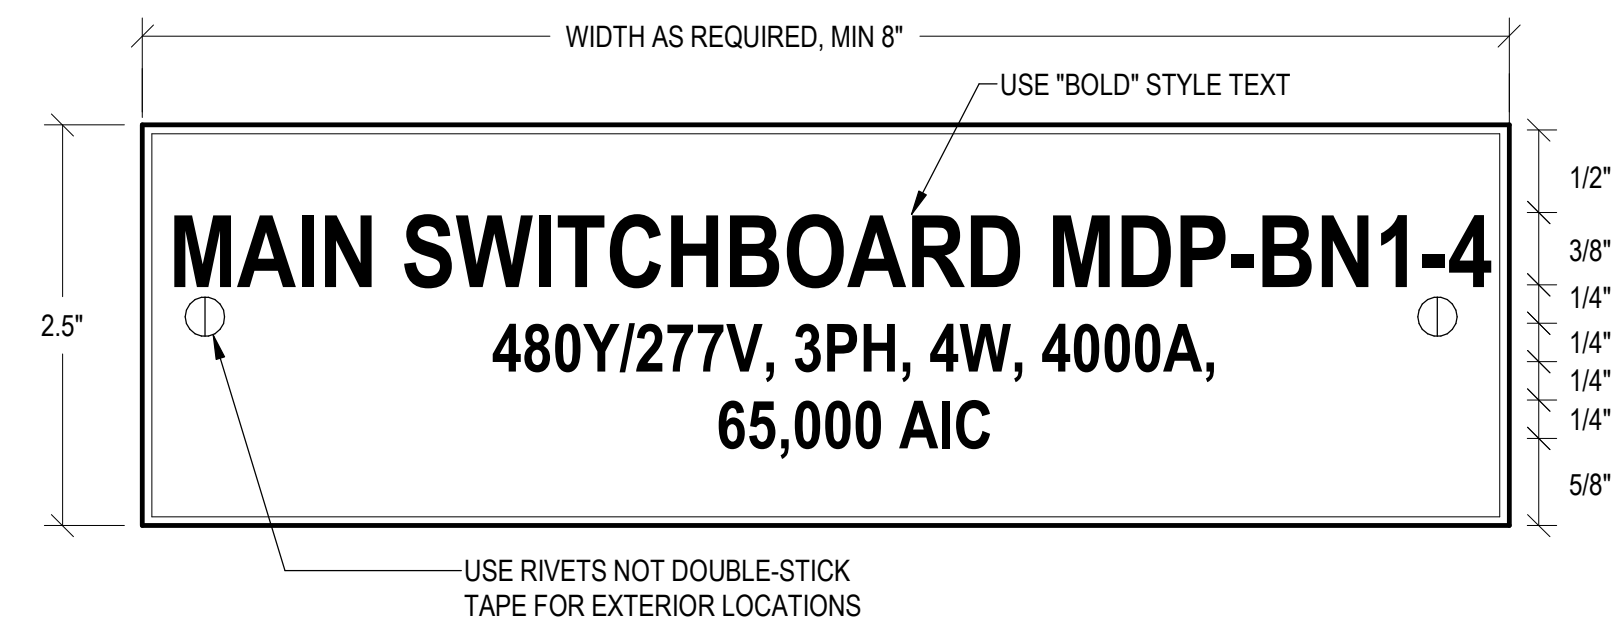 WIDTH AS REQUIRED, MIN 8"
USE "BOLD" STYLE TEXT
1/2"
MAIN SWITCHBOARD MDP-BN1-4
3/8"
1/4"
2.5"
480Y/277V, 3PH, 4W, 4000A,
1/4"
1/4"
65,000 AIC
1/4"
5/8"
USE RIVETS NOT DOUBLE-STICK
TAPE FOR EXTERIOR LOCATIONS